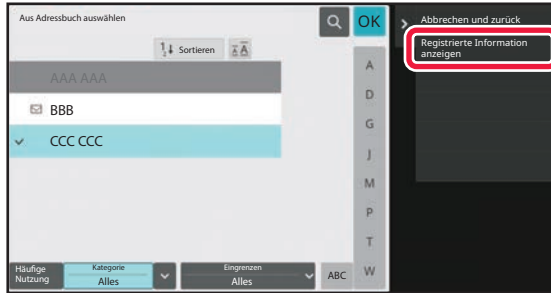 Aus Adressbuch auswählen
OK
Abbrechen und zurück
Registrierte Information
anzeigen
Sortieren
AAA AAA
BBB
CCC CCC
A
D
G
J
M
P
T
W
Häufige
Nutzung
Kategorie
Alles
Eingrenzen
Alles
ABC